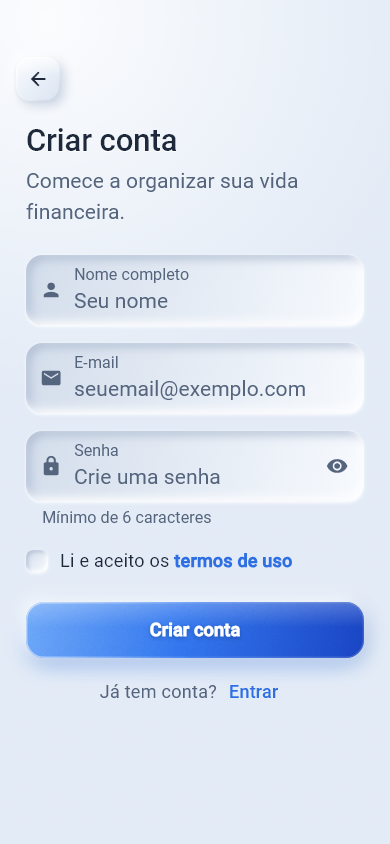 Criar conta
Comece a organizar sua vida
financeira.
Nome completo
Seu nome
E-mail
seuemail@exemplo.com
Senha
Crie uma senha
Mínimo de 6 caracteres
Li e aceito os termos de uso
Criar conta
Já tem conta? Entrar